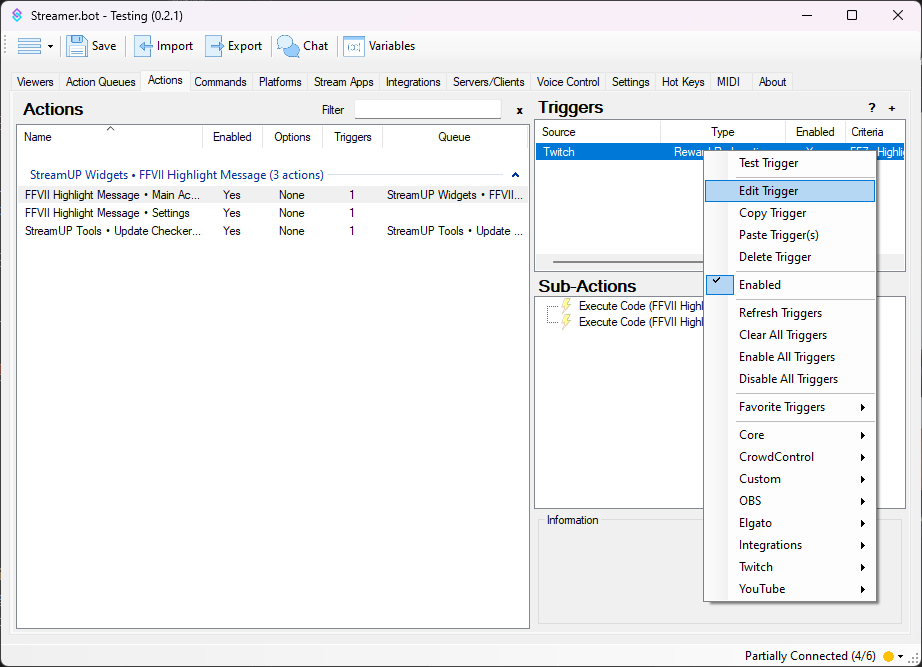 Streamer.bot - Testing (0.2.1)
Save Import Export Chat Variables
Viewers Action Queues Actions Commands Platforms Stream Apps Integrations Servers/Clients Voice Control Settings Hot Keys MIDI About
Actions Filter x
Name Enabled Options Triggers Queue
StreamUP Widgets • FFVII Highlight Message (3 actions)
FFVII Highlight Message • Main Ac... Yes None 1 StreamUP Widgets • FFVII...
FFVII Highlight Message • Settings Yes None 1
StreamUP Tools • Update Checker... Yes None 1 StreamUP Tools • Update ...
Triggers ? +
Source Type Enabled Criteria
Twitch
Test Trigger
Edit Trigger
Copy Trigger
Paste Trigger(s)
Delete Trigger
Enabled
Refresh Triggers
Clear All Triggers
Enable All Triggers
Disable All Triggers
Favorite Triggers
Core
CrowdControl
Custom
OBS
Elgato
Integrations
Twitch
YouTube
Sub-Actions
Execute Code (FFVII Highl
Execute Code (FFVII Highl
Information
Partially Connected (4/6)